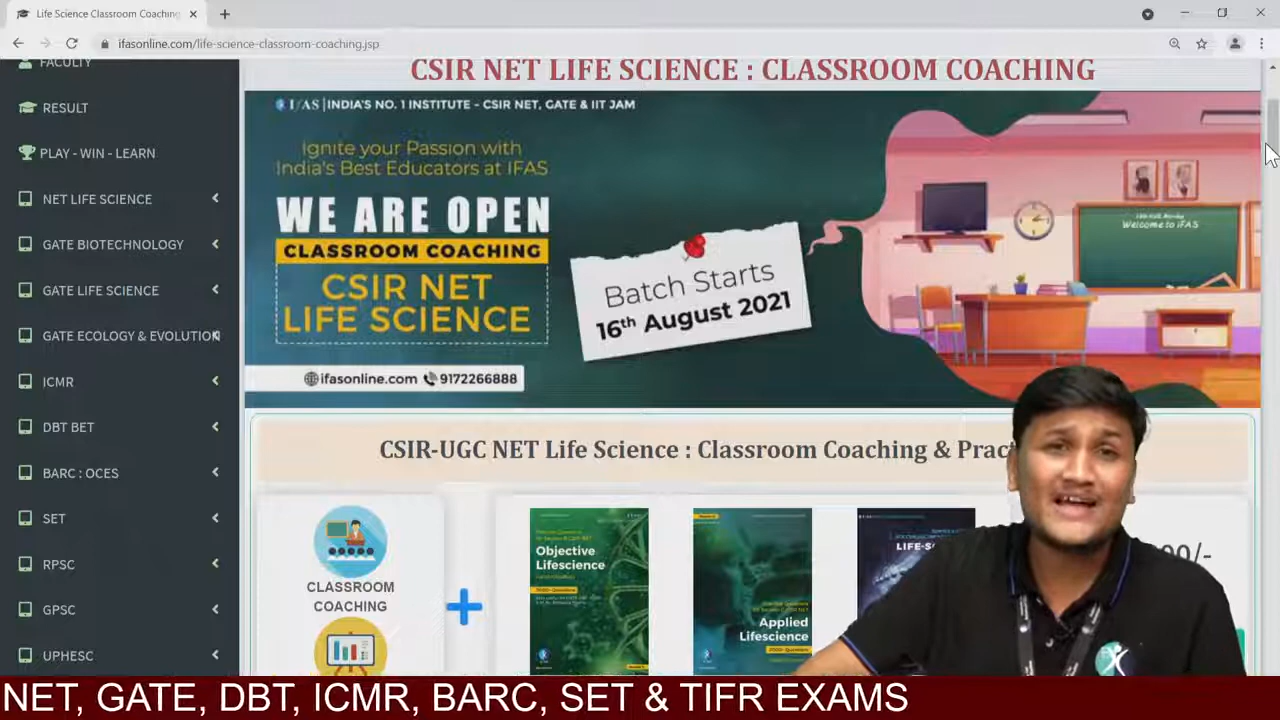 Life Science Classroom Coaching
ifasonline.com/life-science-classroom-coaching.jsp
FACULTY
RESULT
PLAY - WIN - LEARN
NET LIFE SCIENCE
GATE BIOTECHNOLOGY
GATE LIFE SCIENCE
GATE ECOLOGY & EVOLUTION
ICMR
DBT BET
BARC : OCES
SET
RPSC
GPSC
UPHESC
CSIR NET LIFE SCIENCE : CLASSROOM COACHING
IFAS INDIA'S NO. 1 INSTITUTE - CSIR NET, GATE & IIT JAM
Ignite your Passion with
India's Best Educators at IFAS
WE ARE OPEN
CLASSROOM COACHING
CSIR NET
LIFE SCIENCE
Batch Starts
16th August 2021
Welcome to IFAS
ifasonline.com 9172266888
CSIR-UGC NET Life Science : Classroom Coaching & Pract
CLASSROOM
COACHING
Objective
Lifescience
Applied
Lifescience
LIFE-S
00/-
NET, GATE, DBT, ICMR, BARC, SET & TIFR EXAMS